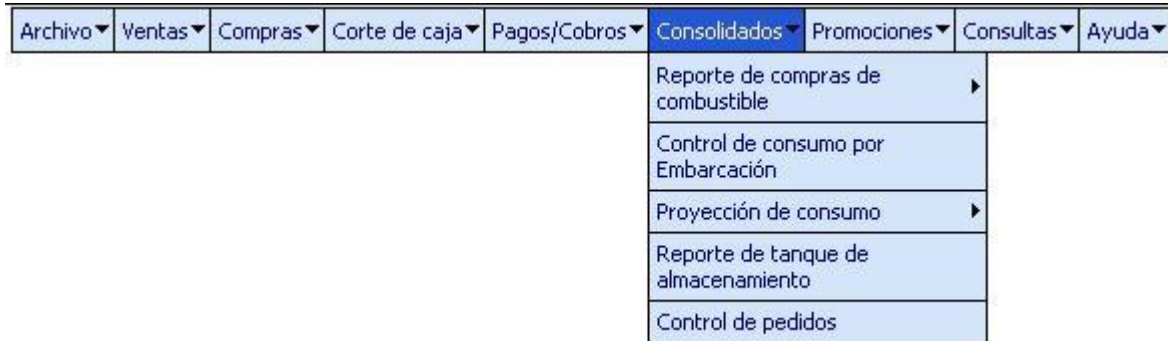 Archivo Ventas Compras Corte de caja Pagos/Cobros Consolidados Promociones Consultas Ayuda
Reporte de compras de
combustible
Control de consumo por
Embarcación
Proyección de consumo
Reporte de tanque de
almacenamiento
Control de pedidos